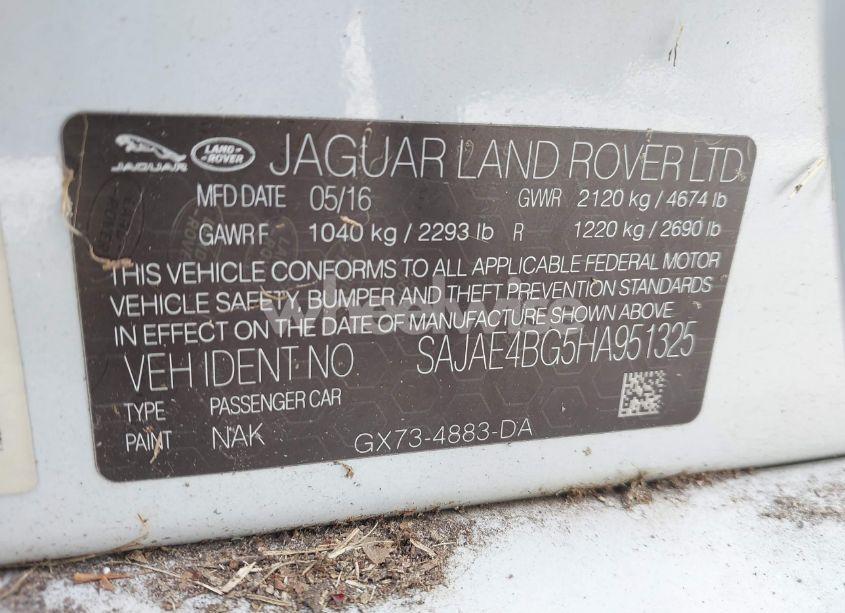 JAGUAR LAND ROVER JAGUAR LAND ROVER LTD
MFD DATE 05/16 GVWR 2120 kg / 4674 lb
GAWR F 1040 kg / 2293 lb R 1220 kg / 2690 lb
THIS VEHICLE CONFORMS TO ALL APPLICABLE FEDERAL MOTOR
VEHICLE SAFETY, BUMPER AND THEFT PREVENTION STANDARDS
IN EFFECT ON THE DATE OF MANUFACTURE SHOWN ABOVE
VEH IDENT NO SAJAE4BG5HA951325
TYPE PASSENGER CAR
PAINT NAK GX73-4883-DA